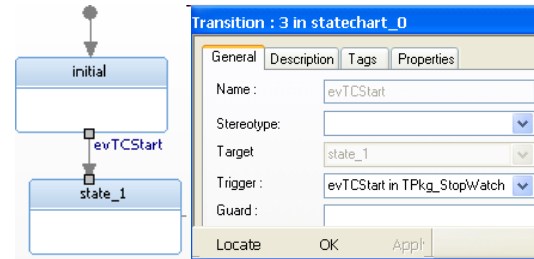 initial
evTCStart
state_1
Transition : 3 in statechart_0
General Description Tags Properties
Name : evTCStart
Stereotype:
Target state_1
Trigger : evTCStart in TPkg_StopWatch
Guard :
Locate OK Apply